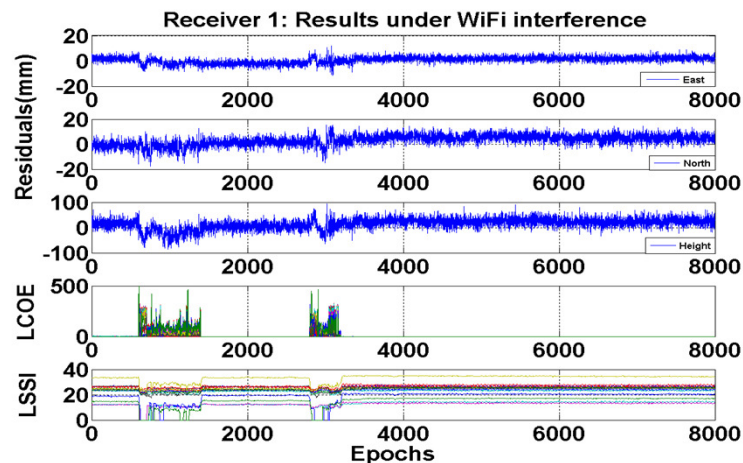 Receiver 1: Results under WiFi interference
Residuals(mm)
20
0
-20
0 2000 4000 6000 8000
East
20
0
-20
0 2000 4000 6000 8000
North
100
0
-100
0 2000 4000 6000 8000
Height
LCOE
500
0
0 2000 4000 6000 8000
LSSI
40
20
0
0 2000 4000 6000 8000
Epochs